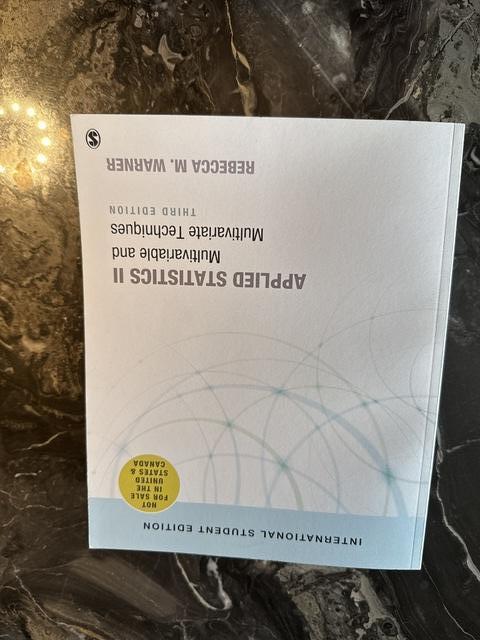 INTERNATIONAL STUDENT EDITION
NOT
FOR SALE
IN THE
UNITED
STATES &
CANADA
APPLIED STATISTICS II
Multivariable and
Multivariate Techniques
THIRD EDITION
REBECCA M. WARNER
S